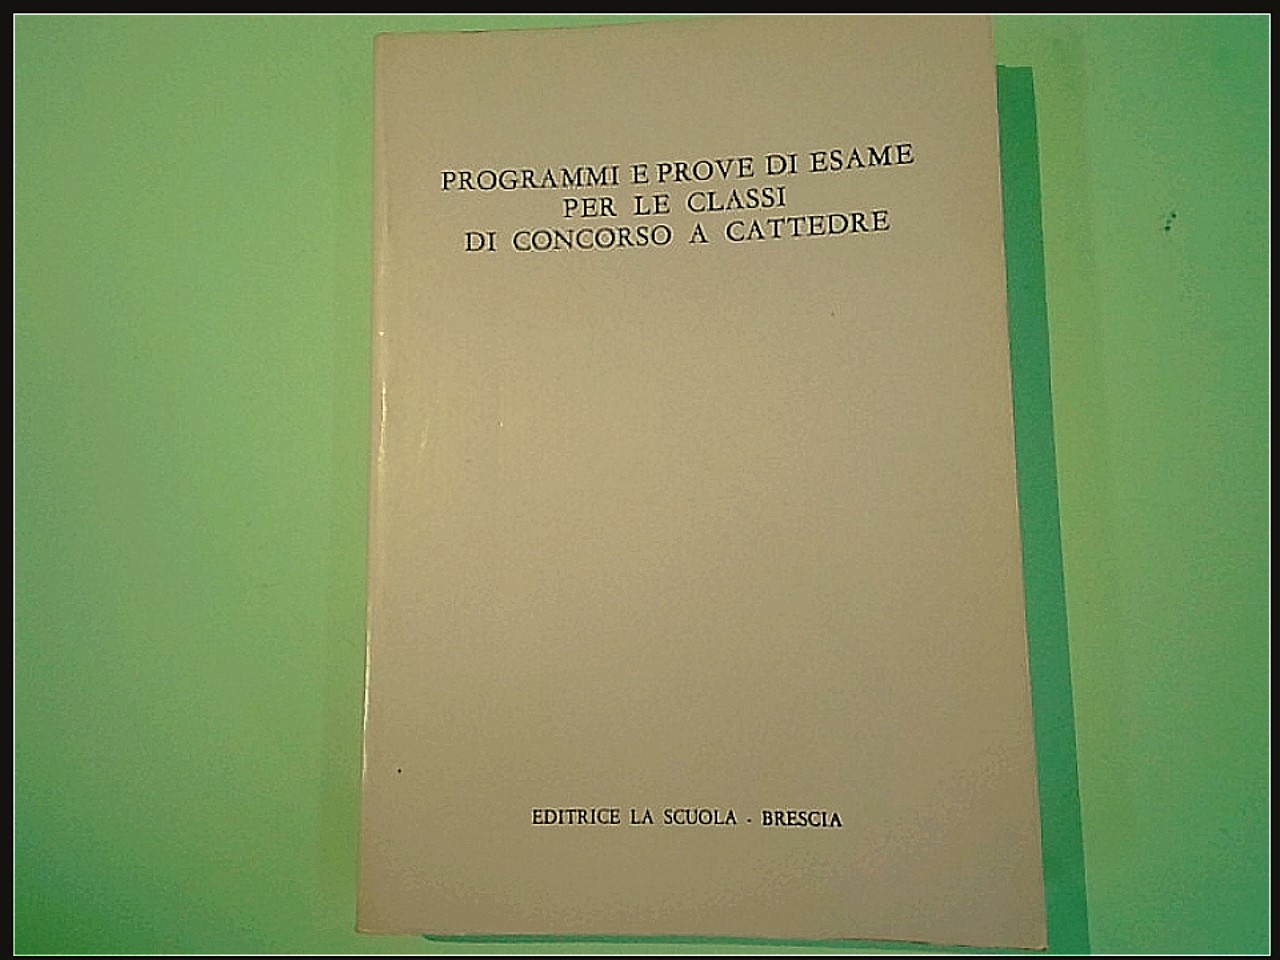 PROGRAMMI E PROVE DI ESAME
PER LE CLASSI
DI CONCORSO A CATTEDRE
EDITRICE LA SCUOLA - BRESCIA